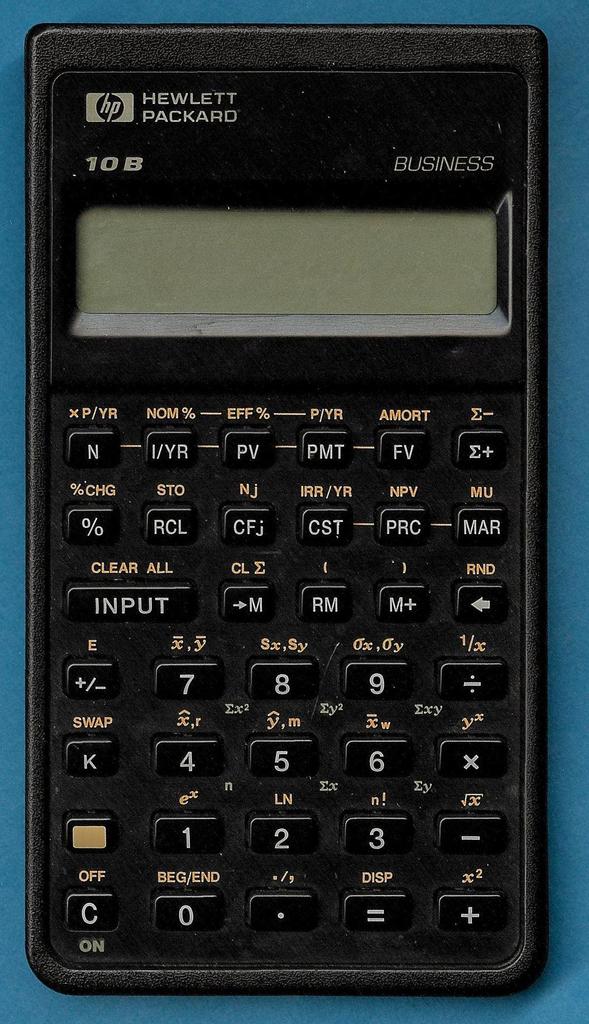 hp HEWLETT
PACKARD
10B BUSINESS
×P/YR NOM% EFF% P/YR AMORT Σ−
N I/YR PV PMT FV Σ+
%CHG STO Nj IRR/YR NPV MU
% RCL CFj CST PRC MAR
CLEAR ALL CL Σ ( ) RND
INPUT →M RM M+ ←
E x̅,y̅ Sx,Sy σx,σy 1/x
+/− 7 8 9 ÷
Σx² Σy² Σxy
SWAP x̂,r ŷ,m x̅w yˣ
K 4 5 6 ×
n Σx Σy
eˣ LN n! √x
1 2 3 −
OFF BEG/END ./, DISP x²
C 0 . = +
ON